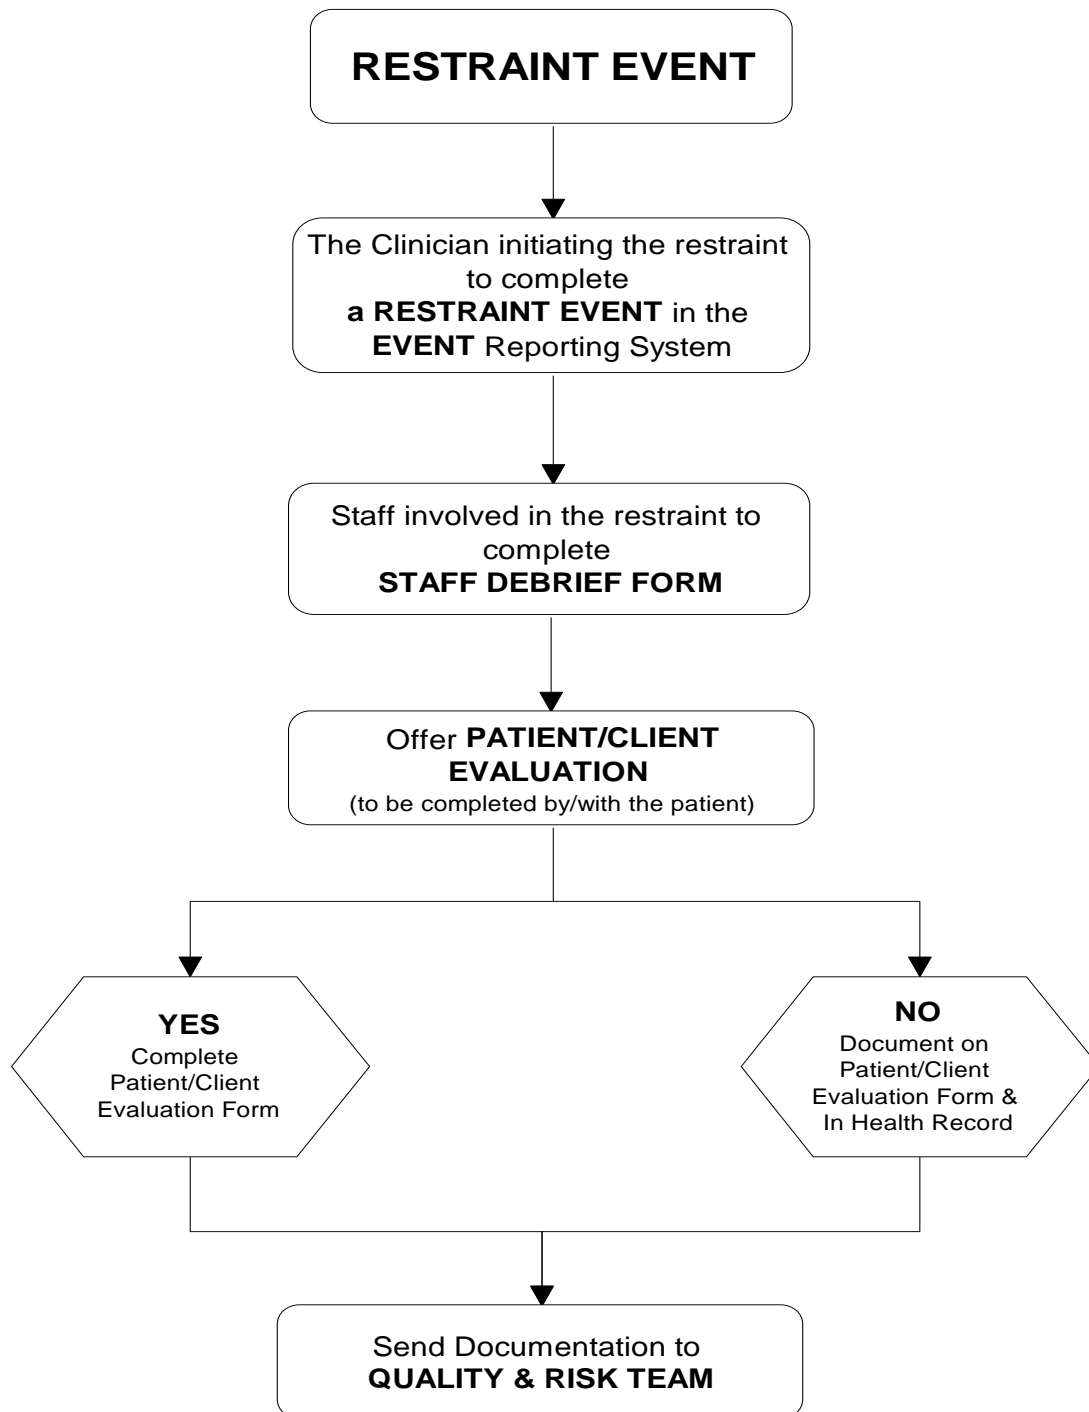 RESTRAINT EVENT
The Clinician initiating the restraint
to complete
a RESTRAINT EVENT in the
EVENT Reporting System
Staff involved in the restraint to
complete
STAFF DEBRIEF FORM
Offer PATIENT/CLIENT
EVALUATION
(to be completed by/with the patient)
YES
Complete
Patient/Client
Evaluation Form
NO
Document on
Patient/Client
Evaluation Form &
In Health Record
Send Documentation to
QUALITY & RISK TEAM